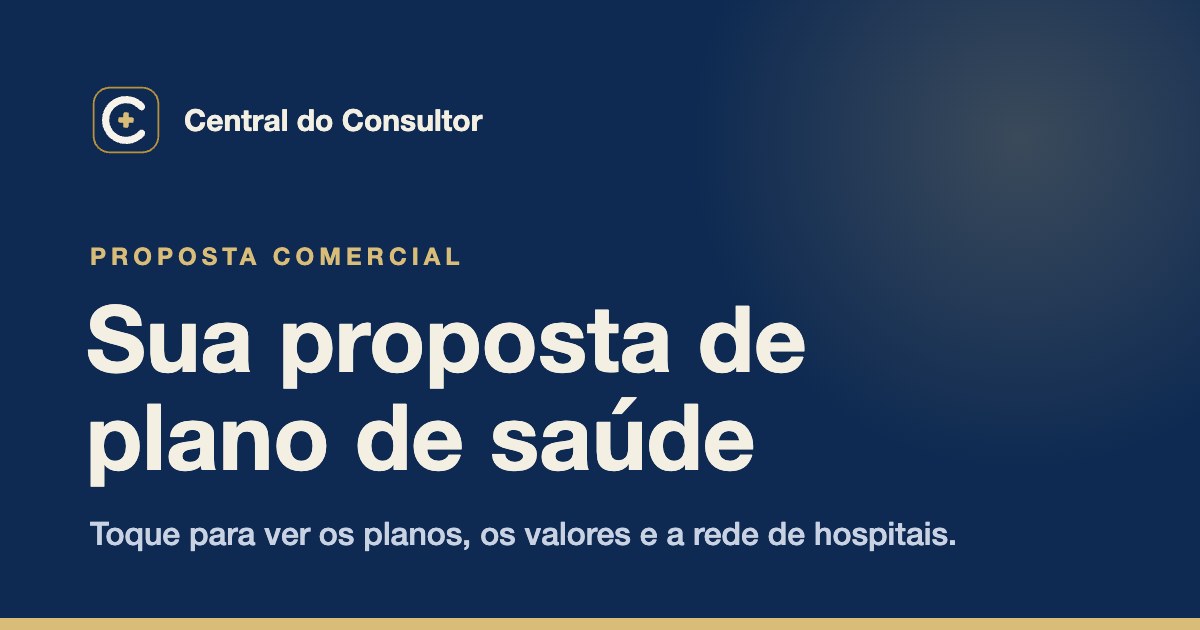 Central do Consultor
PROPOSTA COMERCIAL
Sua proposta de
plano de saúde
Toque para ver os planos, os valores e a rede de hospitais.